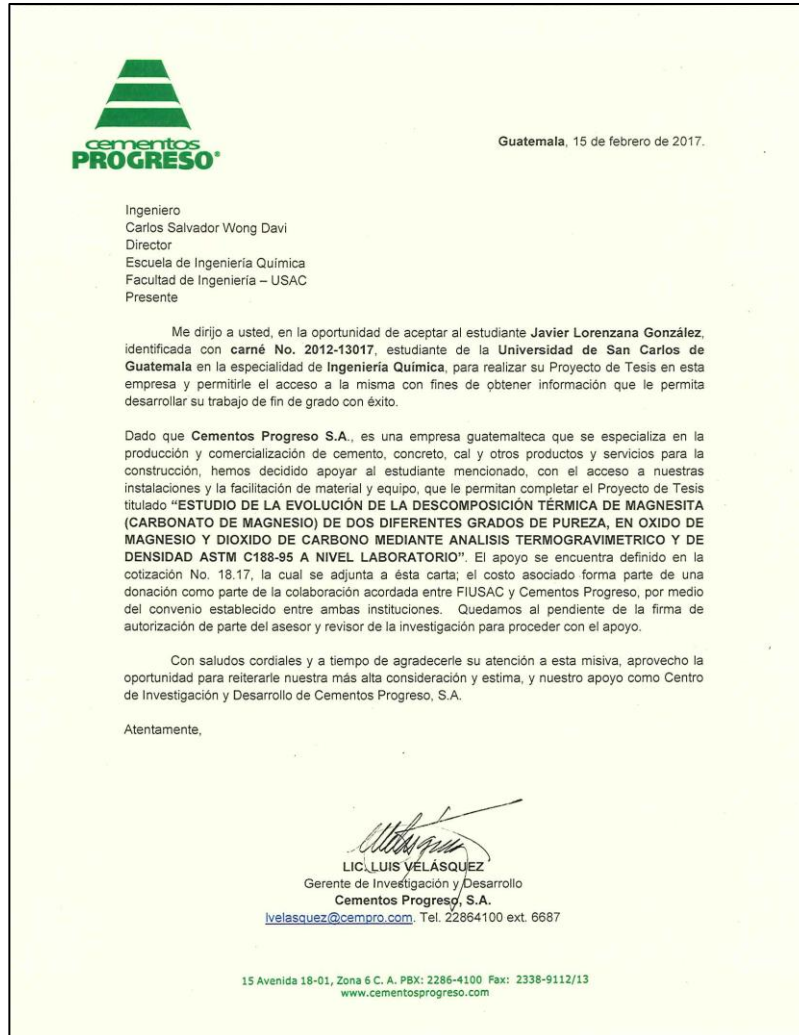 cementos
PROGRESO®
Guatemala, 15 de febrero de 2017.
Ingeniero
Carlos Salvador Wong Davi
Director
Escuela de Ingeniería Química
Facultad de Ingeniería – USAC
Presente
Me dirijo a usted, en la oportunidad de aceptar al estudiante Javier Lorenzana González,
identificada con carné No. 2012-13017, estudiante de la Universidad de San Carlos de
Guatemala en la especialidad de Ingeniería Química, para realizar su Proyecto de Tesis en esta
empresa y permitirle el acceso a la misma con fines de obtener información que le permita
desarrollar su trabajo de fin de grado con éxito.
Dado que Cementos Progreso S.A., es una empresa guatemalteca que se especializa en la
producción y comercialización de cemento, concreto, cal y otros productos y servicios para la
construcción, hemos decidido apoyar al estudiante mencionado, con el acceso a nuestras
instalaciones y la facilitación de material y equipo, que le permitan completar el Proyecto de Tesis
titulado “ESTUDIO DE LA EVOLUCIÓN DE LA DESCOMPOSICIÓN TÉRMICA DE MAGNESITA
(CARBONATO DE MAGNESIO) DE DOS DIFERENTES GRADOS DE PUREZA, EN OXIDO DE
MAGNESIO Y DIOXIDO DE CARBONO MEDIANTE ANALISIS TERMOGRAVIMETRICO Y DE
DENSIDAD ASTM C188-95 A NIVEL LABORATORIO”. El apoyo se encuentra definido en la
cotización No. 18.17, la cual se adjunta a ésta carta; el costo asociado forma parte de una
donación como parte de la colaboración acordada entre FIUSAC y Cementos Progreso, por medio
del convenio establecido entre ambas instituciones. Quedamos al pendiente de la firma de
autorización de parte del asesor y revisor de la investigación para proceder con el apoyo.
Con saludos cordiales y a tiempo de agradecerle su atención a esta misiva, aprovecho la
oportunidad para reiterarle nuestra más alta consideración y estima, y nuestro apoyo como Centro
de Investigación y Desarrollo de Cementos Progreso, S.A.
Atentamente,
LIC. LUIS VELÁSQUEZ
Gerente de Investigación y Desarrollo
Cementos Progreso, S.A.
lvelasquez@cempro.com. Tel. 22864100 ext. 6687
15 Avenida 18-01, Zona 6 C. A. PBX: 2286-4100 Fax: 2338-9112/13
www.cementosprogreso.com